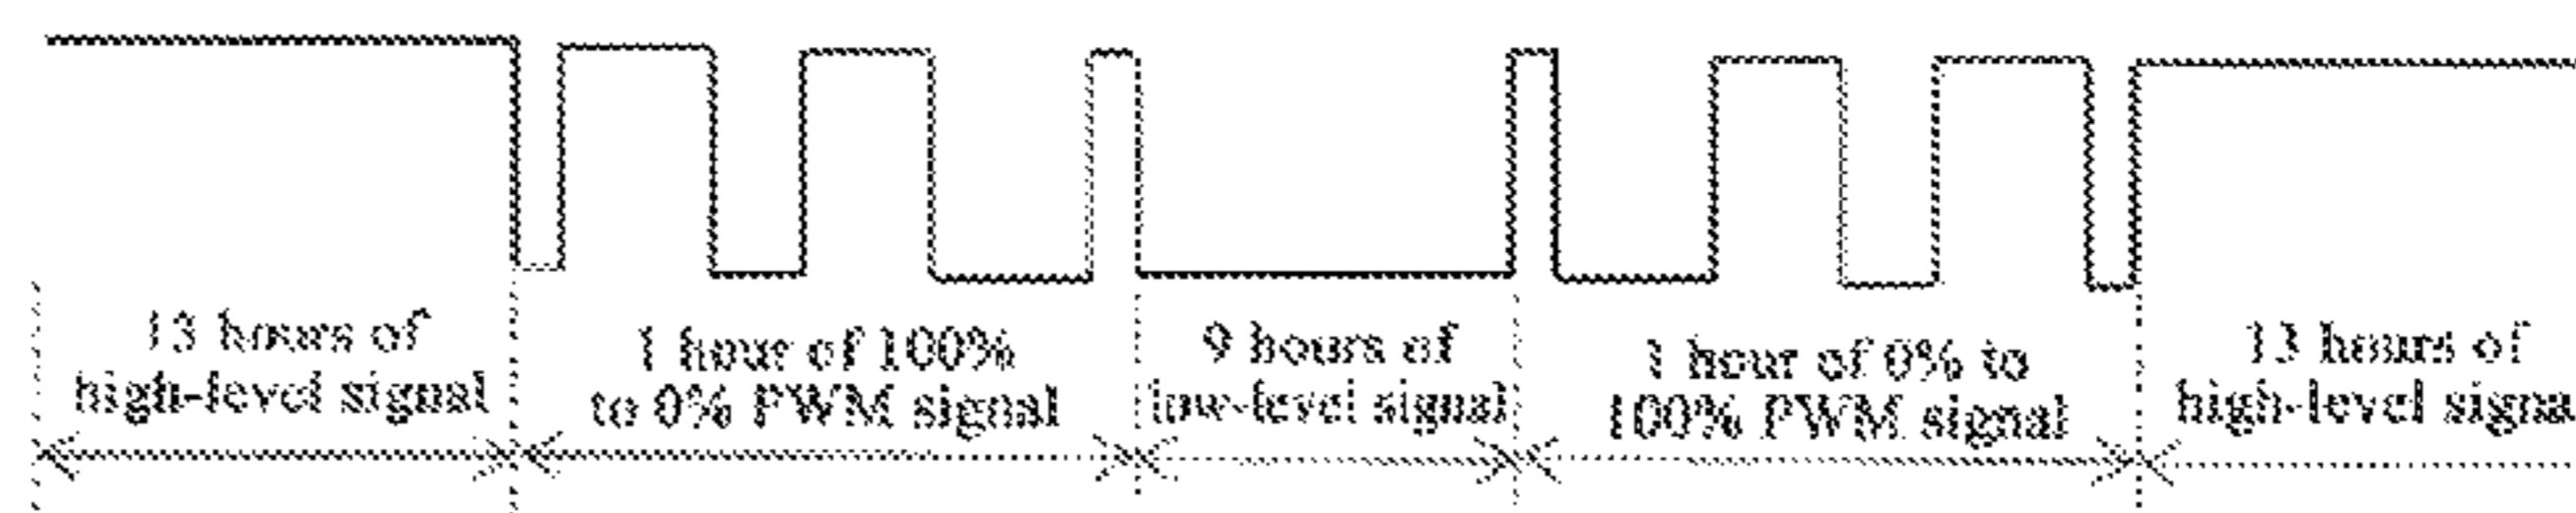 13 hours of
high-level signal
1 hour of 100%
to 0% PWM signal
9 hours of
low-level signal
1 hour of 0% to
100% PWM signal
13 hours of
high-level signa